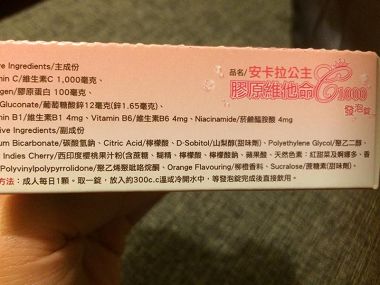 品名/安卡拉公主
膠原維他命C1000
發泡錠
ve Ingredients/主成份
min C/維生素C 1,000毫克、
gen/膠原蛋白 100毫克、
Gluconate/葡萄糖酸鋅12毫克(鋅1.65毫克)、
min B1/維生素B1 4mg、Vitamin B6/維生素B6 4mg、Niacinamide/菸鹼醯胺酸 4mg
tive Ingredients/副成份
um Bicarbonate/碳酸氫鈉、Citric Acid/檸檬酸、D-Sobitol/山梨醇(甜味劑)、Polyethylene Glycol/聚乙二醇、
Indies Cherry/西印度櫻桃果汁粉(含蔗糖、糊精、檸檬酸、檸檬酸鈉、蘋果酸、天然色素：紅甜菜及婀娜多、香
Polyvinylpolypyrrolidone/聚乙烯聚吡咯烷酮、Orange Flavouring/柳橙香料、Sucralose/蔗糖素(甜味劑)、
方法：成人每日1顆。取一錠，放入約300c.c溫或冷開水中，等發泡錠完成後直接飲用。